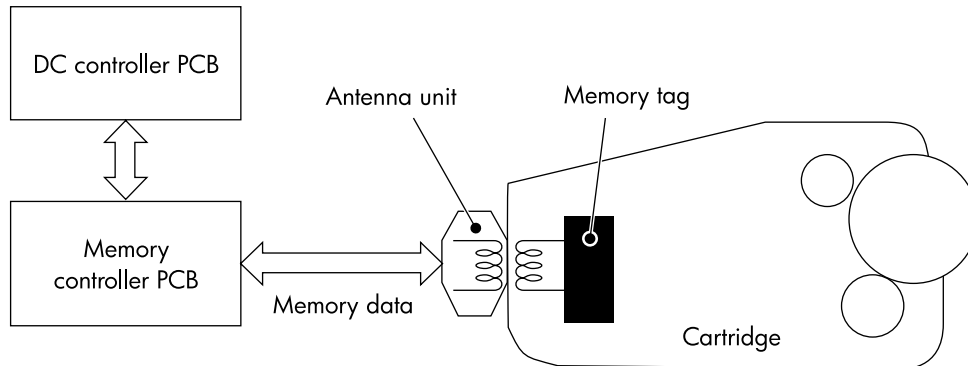 DC controller PCB
Antenna unit
Memory tag
Memory
controller PCB
Memory data
Cartridge